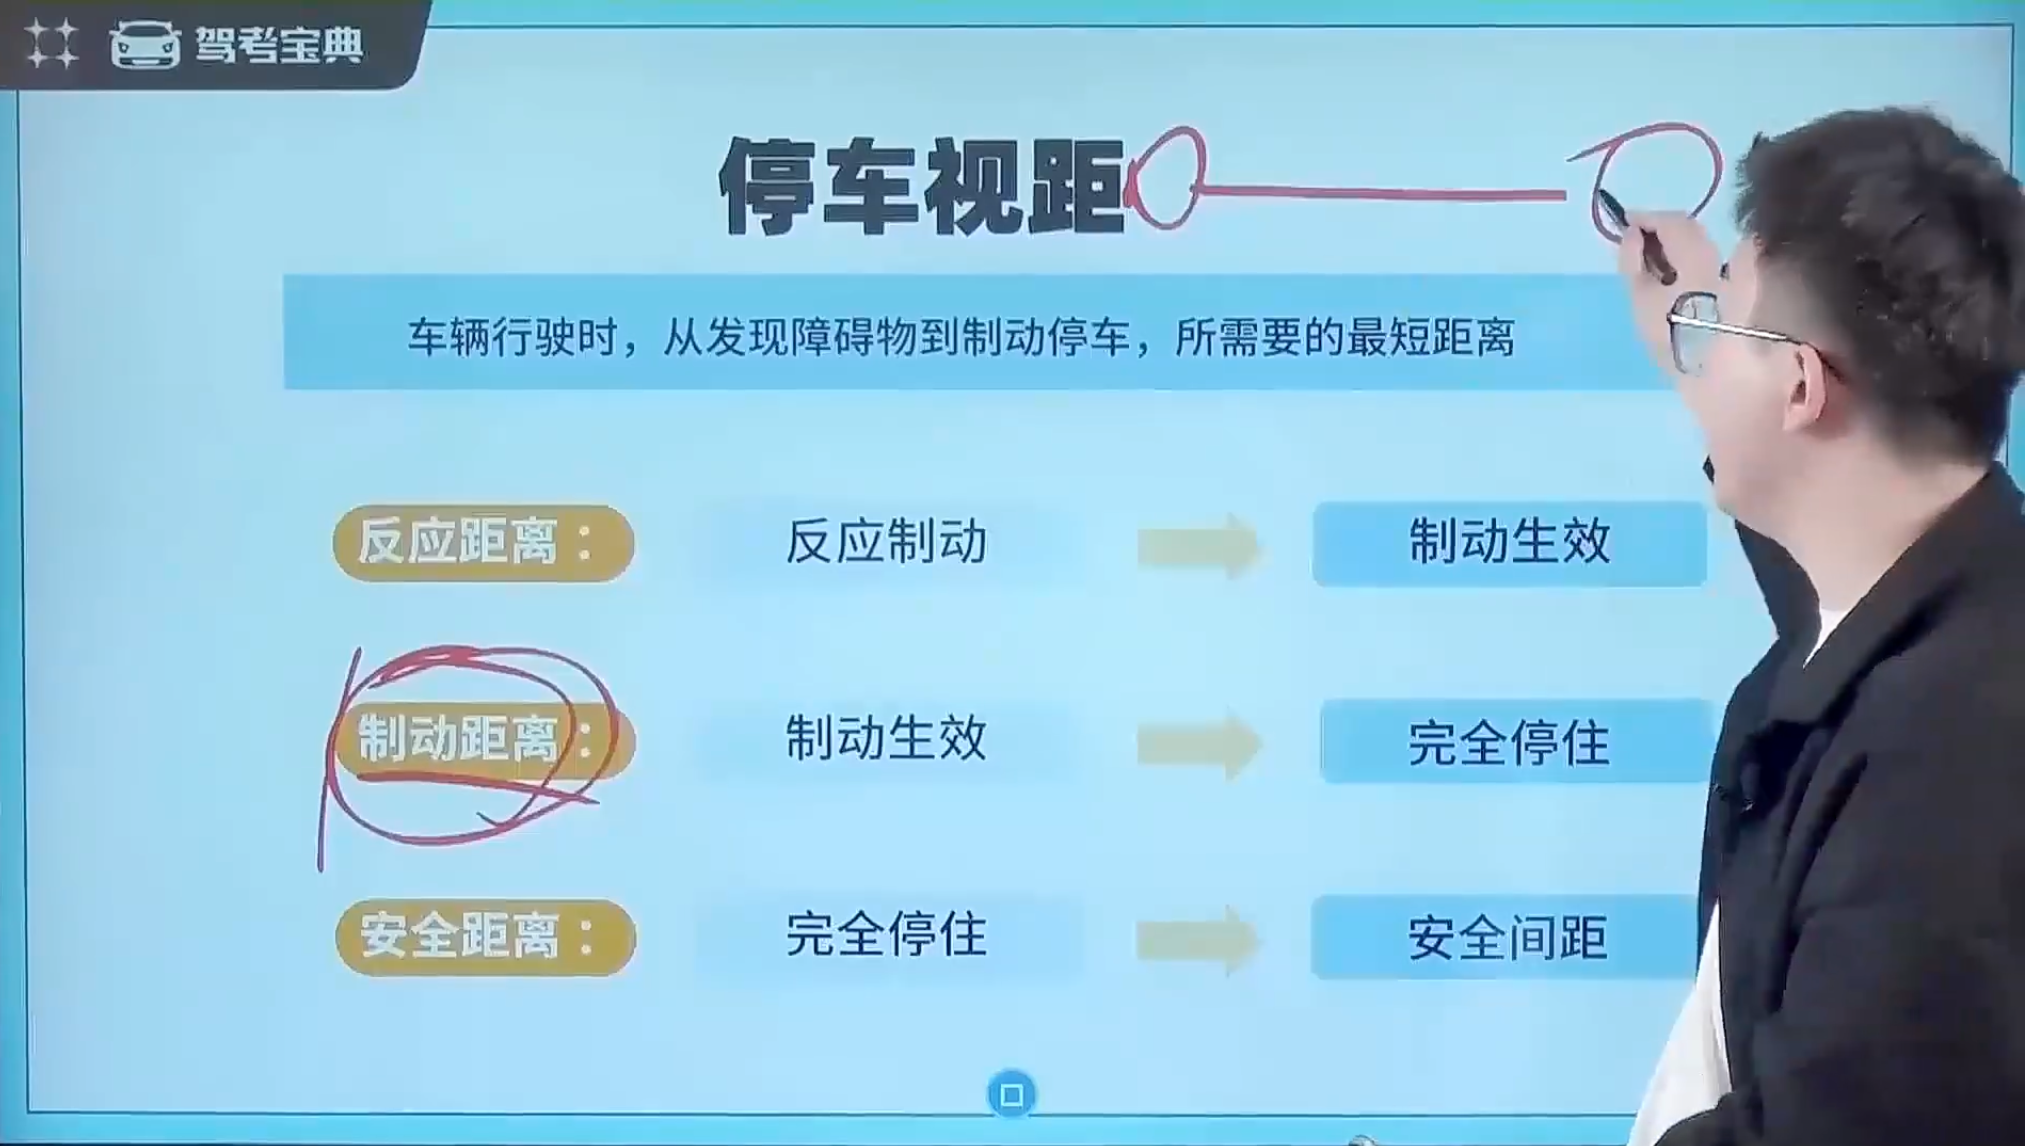 驾考宝典
停车视距
车辆行驶时，从发现障碍物到制动停车，所需要的最短距离
反应距离： 反应制动 制动生效
制动距离： 制动生效 完全停住
安全距离： 完全停住 安全间距